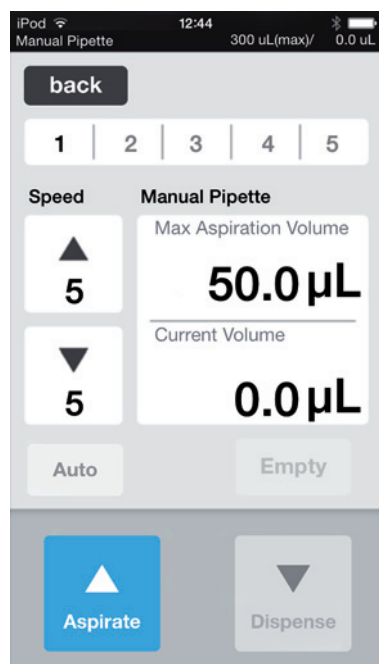 iPod 12:44
Manual Pipette 300 uL(max)/ 0.0 uL
back
1 2 3 4 5
Speed Manual Pipette
Max Aspiration Volume
5 50.0 µL
Current Volume
5 0.0 µL
Auto Empty
Aspirate Dispense